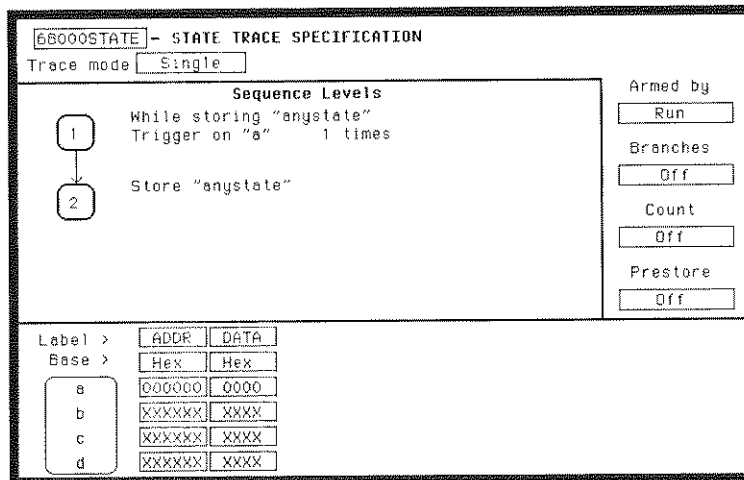 68000STATE - STATE TRACE SPECIFICATION
Trace mode Single
Sequence Levels
1 While storing "anystate"
Trigger on "a" 1 times
2 Store "anystate"
Armed by
Run
Branches
Off
Count
Off
Prestore
Off
Label > ADDR DATA
Base > Hex Hex
a 000000 0000
b XXXXXX XXXX
c XXXXXX XXXX
d XXXXXX XXXX